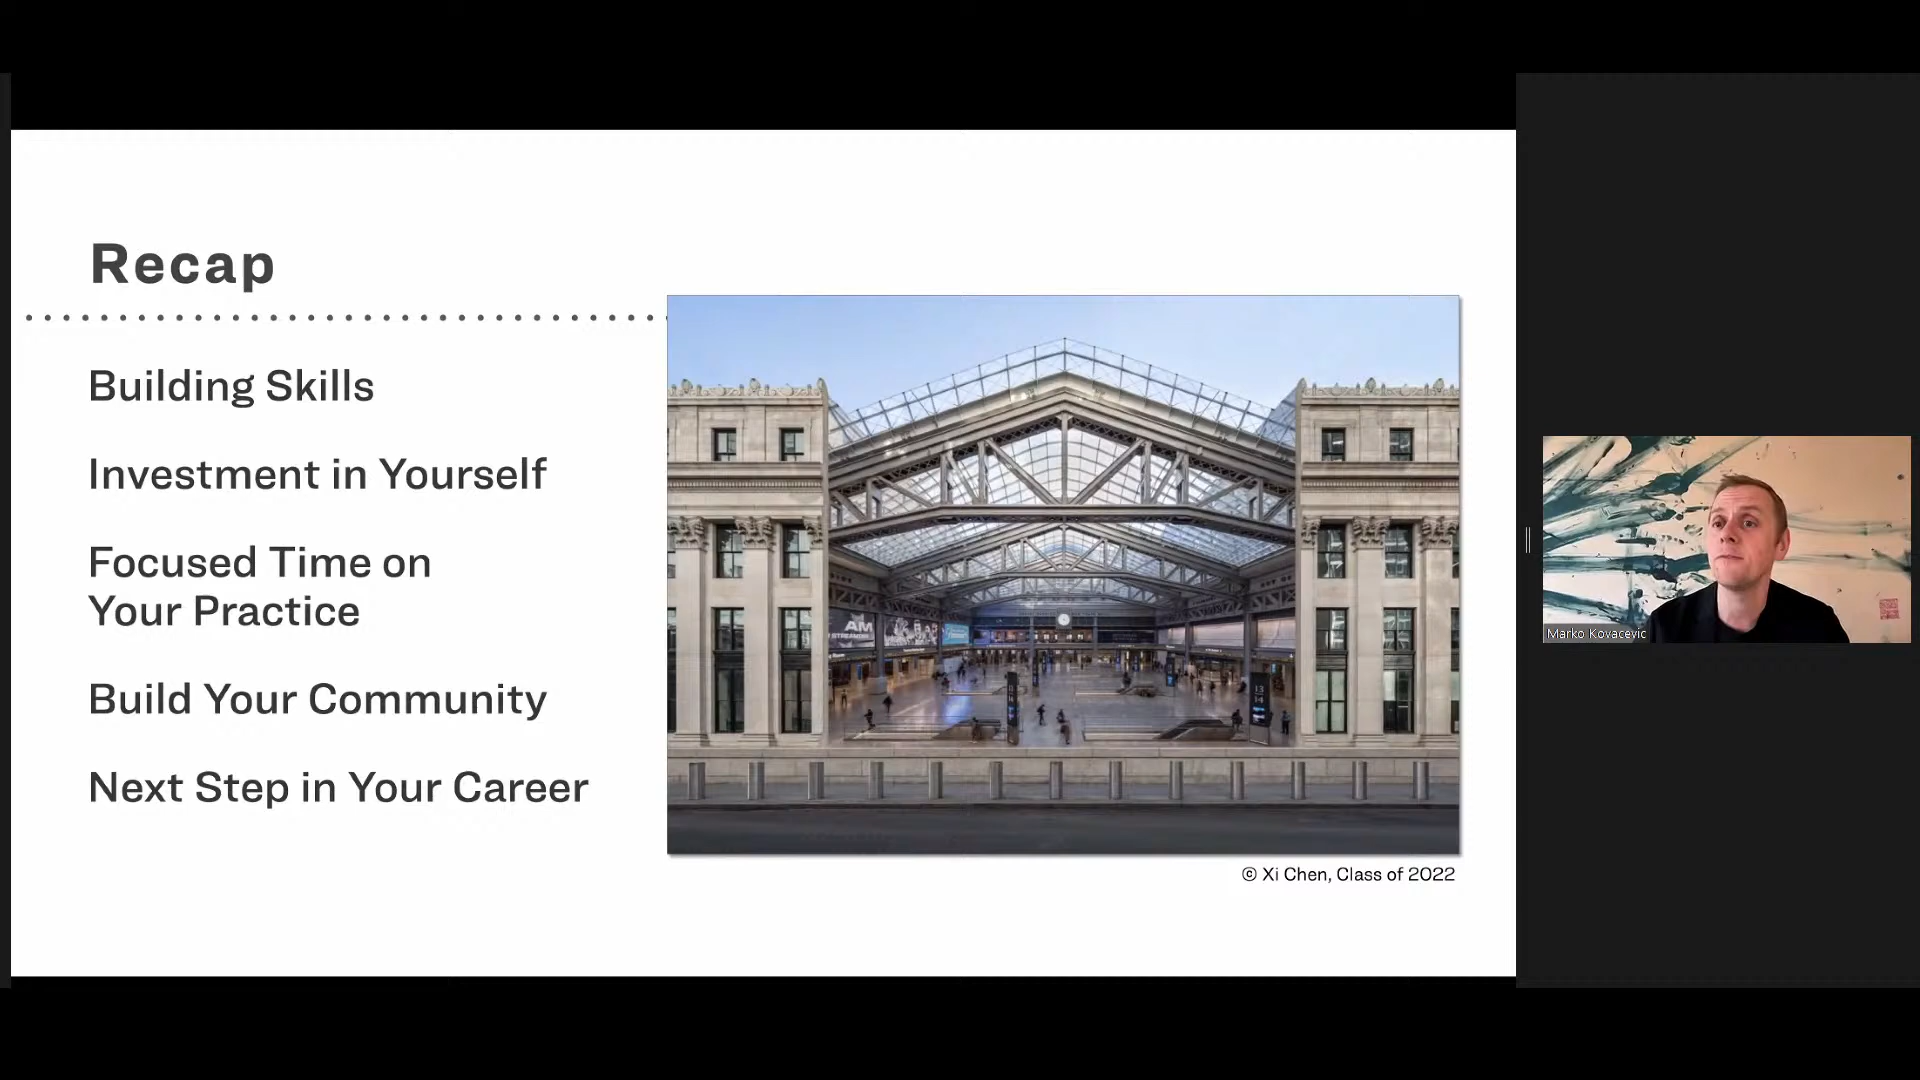 Recap
Building Skills
Investment in Yourself
Focused Time on
Your Practice
Build Your Community
Next Step in Your Career
AM
© Xi Chen, Class of 2022
Marko Kovacevic